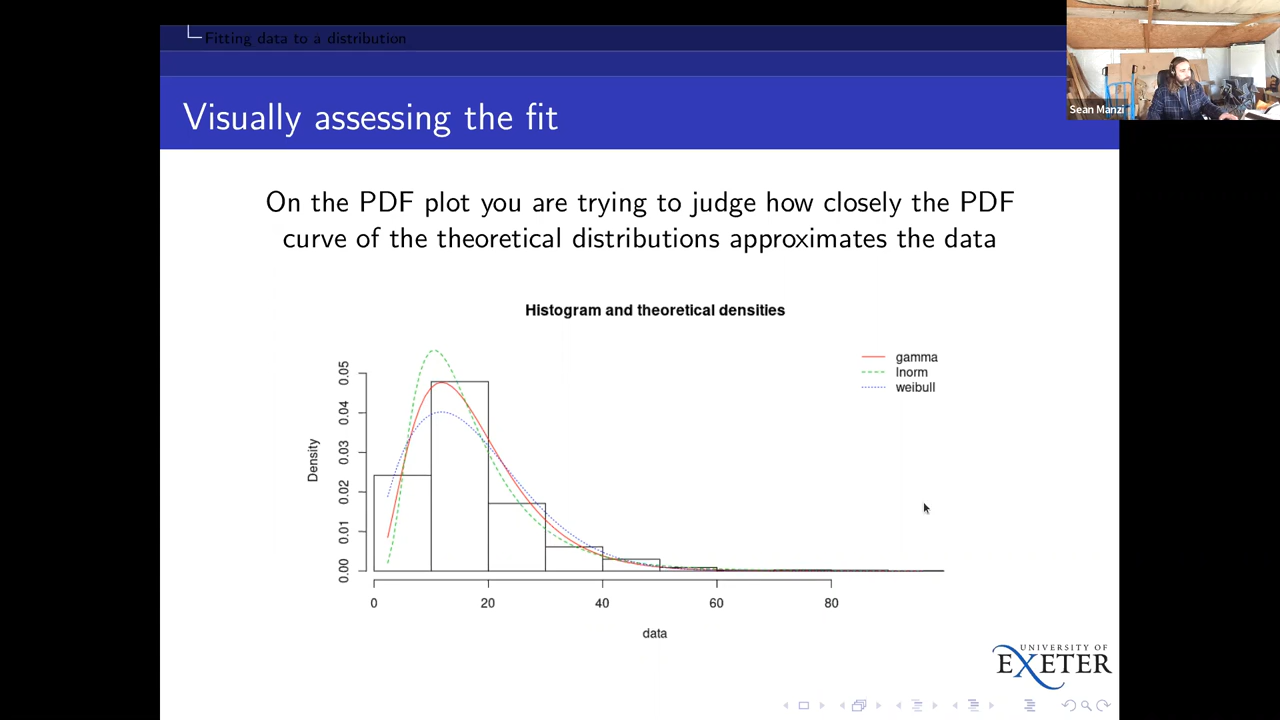 Fitting data to a distribution
Sean Manzi
Visually assessing the fit
On the PDF plot you are trying to judge how closely the PDF
curve of the theoretical distributions approximates the data
Histogram and theoretical densities
gamma
lnorm
weibull
Density
0.00
0.01
0.02
0.03
0.04
0.05
0
20
40
60
80
data
UNIVERSITY OF
EXETER